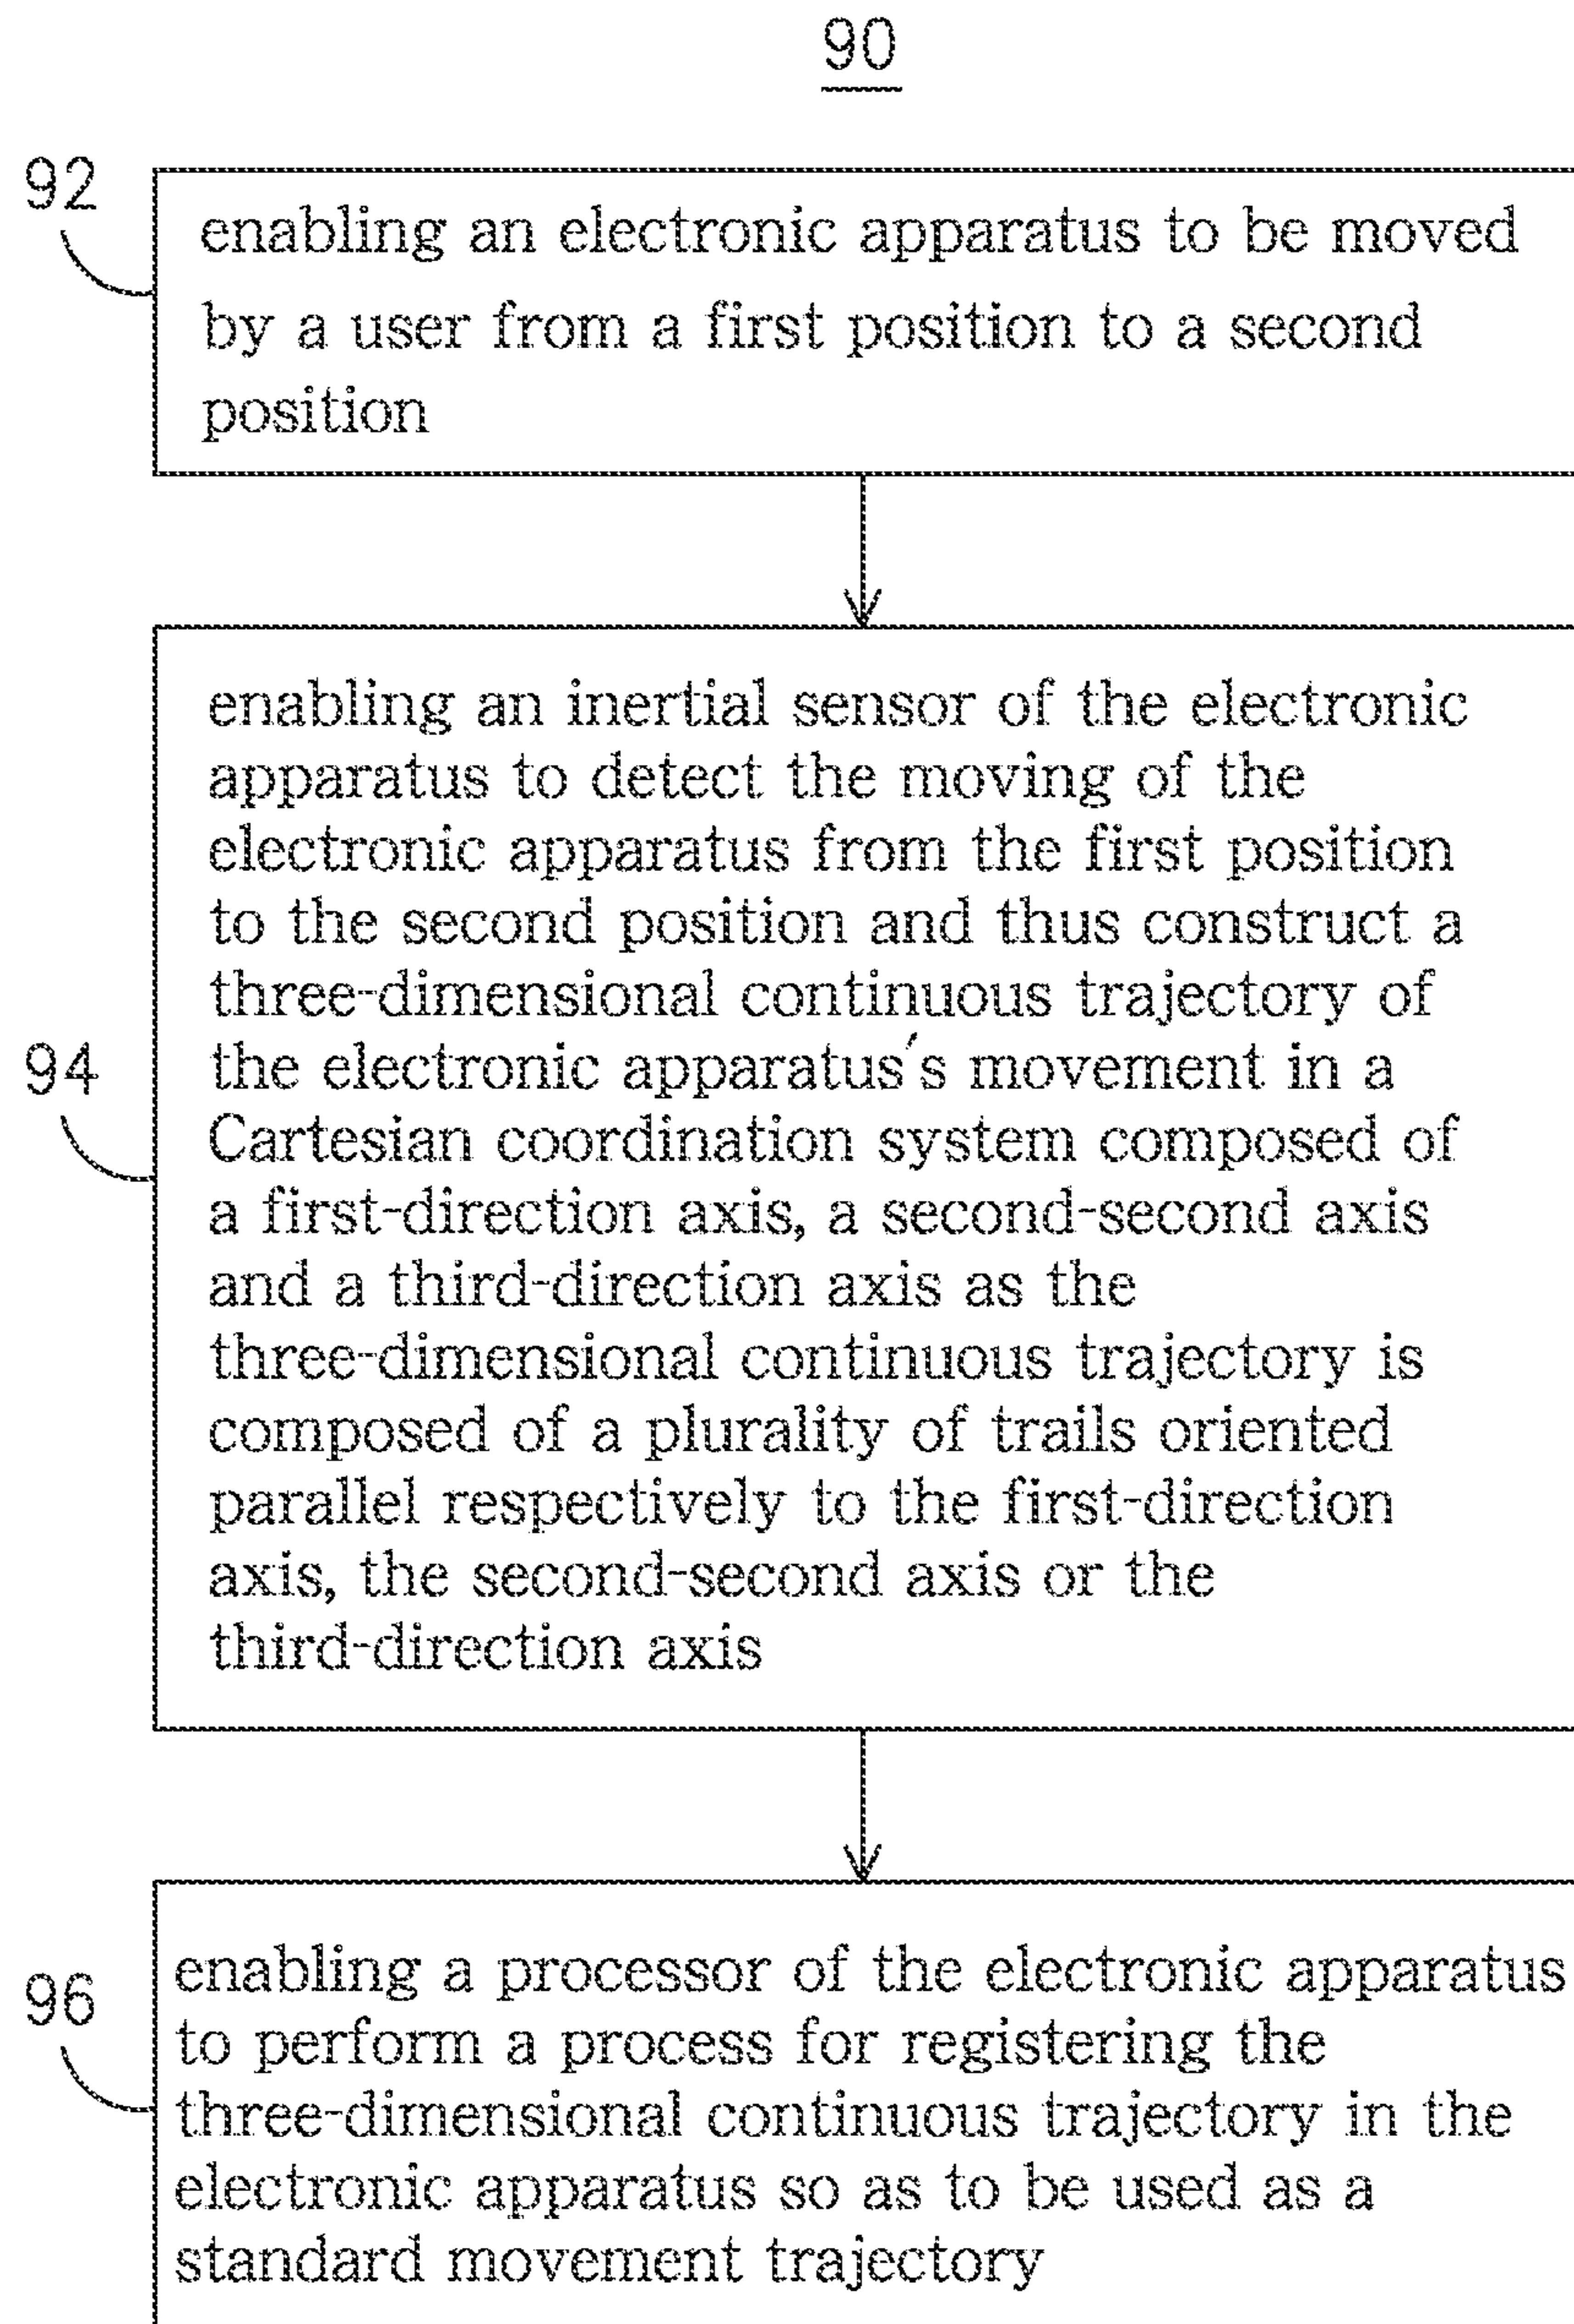 90
92
enabling an electronic apparatus to be moved
by a user from a first position to a second
position
94
enabling an inertial sensor of the electronic
apparatus to detect the moving of the
electronic apparatus from the first position
to the second position and thus construct a
three-dimensional continuous trajectory of
the electronic apparatus's movement in a
Cartesian coordination system composed of
a first-direction axis, a second-second axis
and a third-direction axis as the
three-dimensional continuous trajectory is
composed of a plurality of trails oriented
parallel respectively to the first-direction
axis, the second-second axis or the
third-direction axis
96
enabling a processor of the electronic apparatus
to perform a process for registering the
three-dimensional continuous trajectory in the
electronic apparatus so as to be used as a
standard movement trajectory